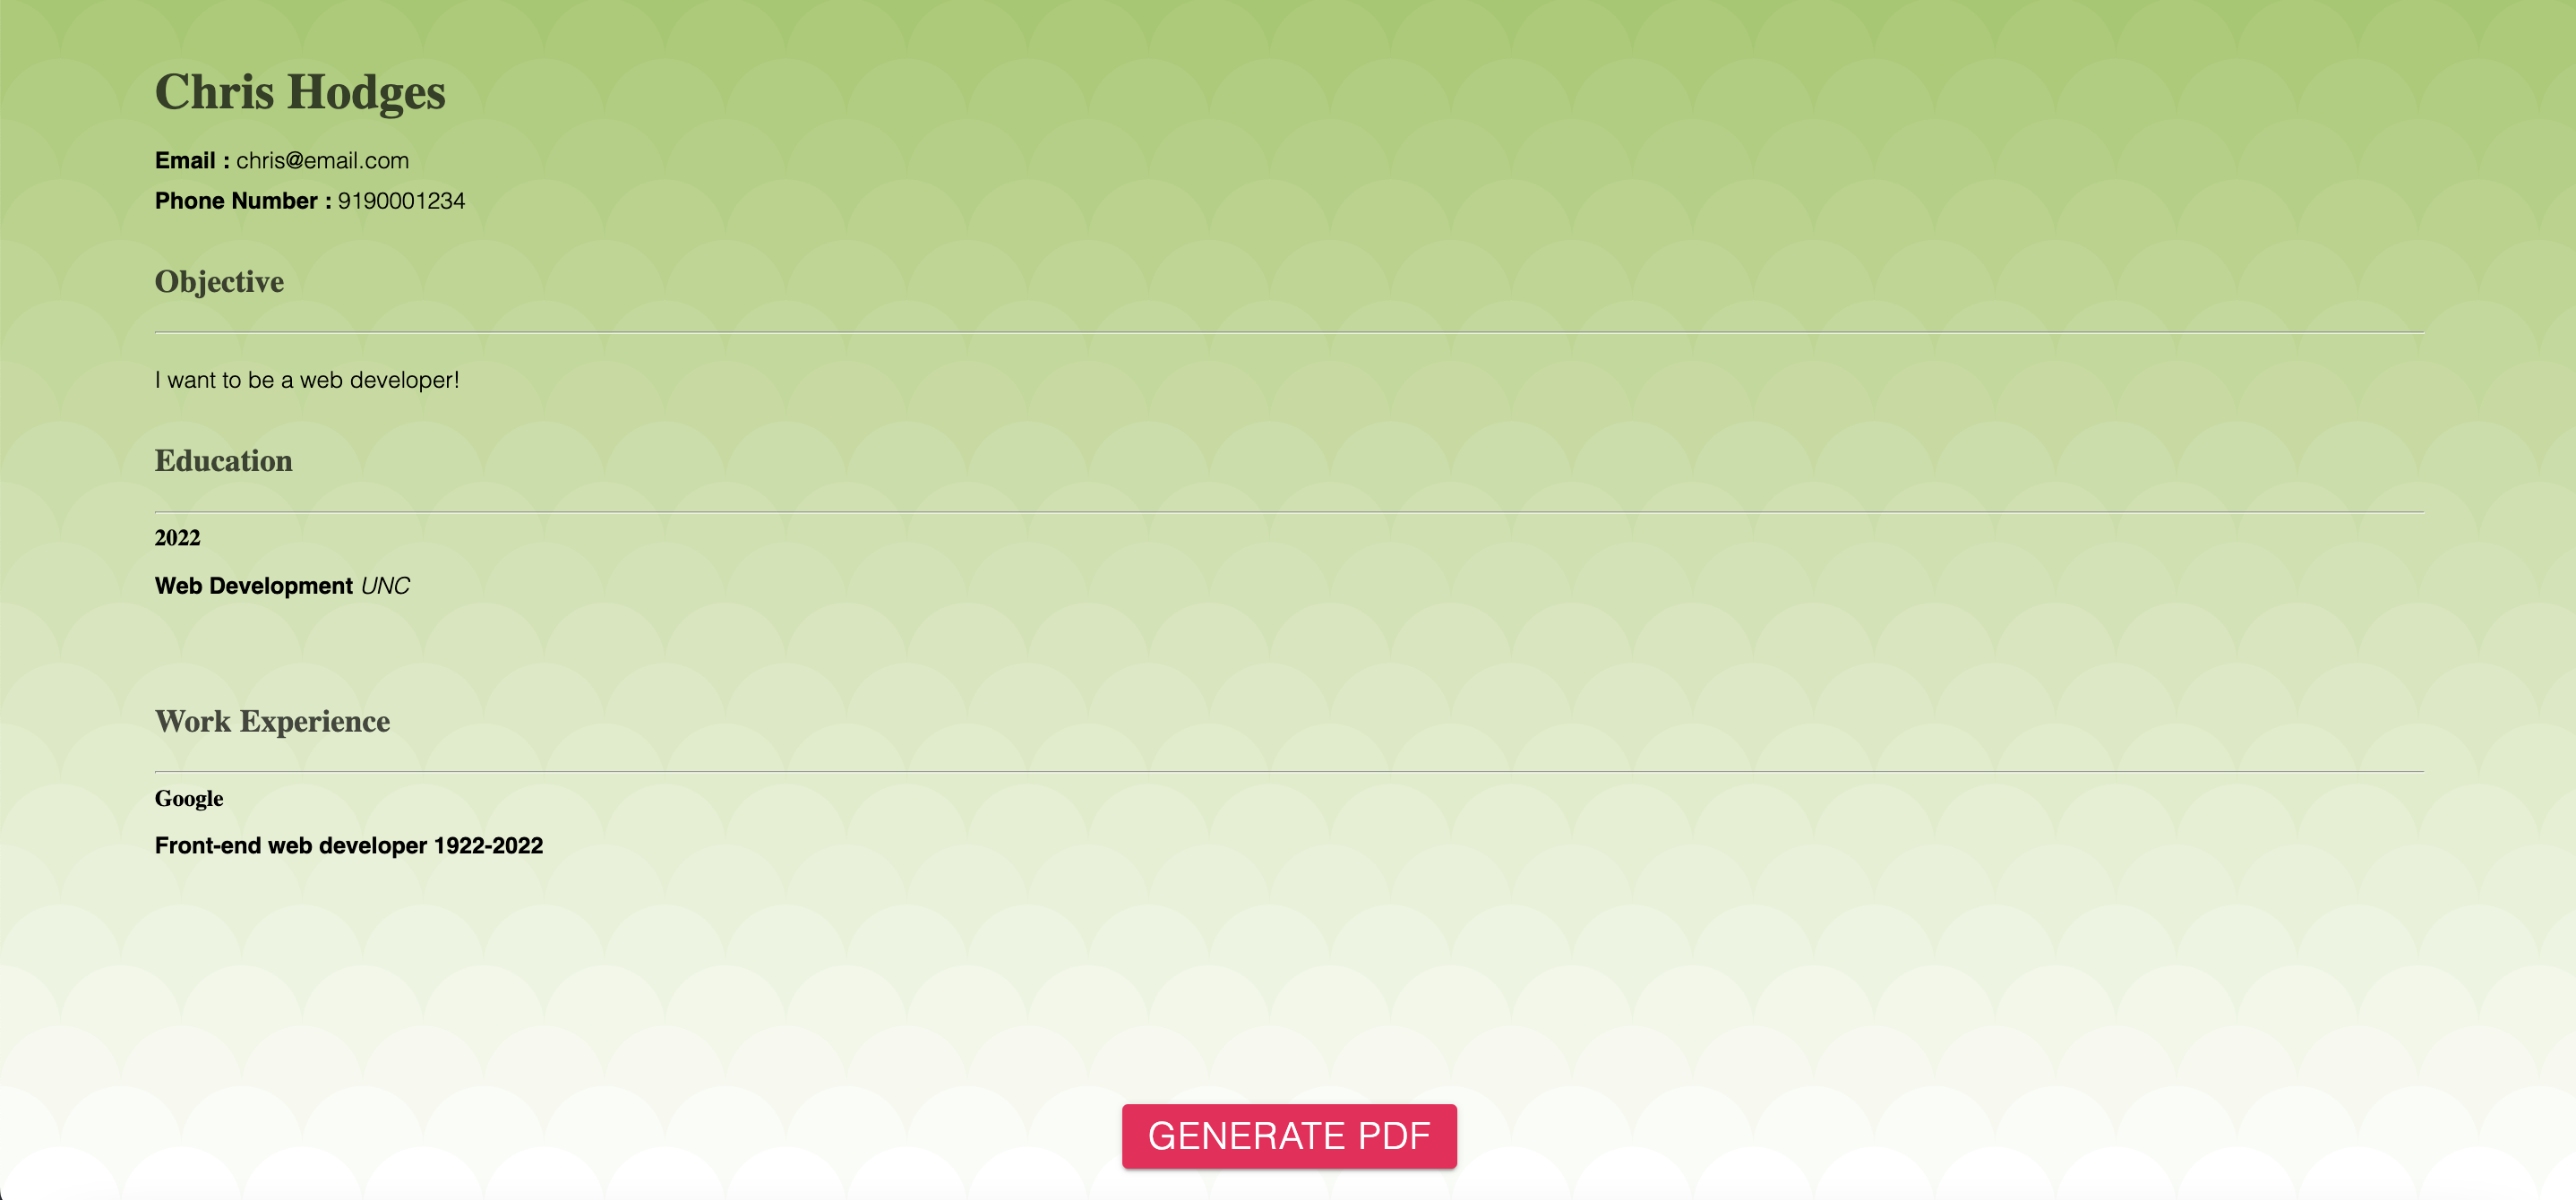 Chris Hodges
Email : chris@email.com
Phone Number : 9190001234
Objective
I want to be a web developer!
Education
2022
Web Development UNC
Work Experience
Google
Front-end web developer 1922-2022
GENERATE PDF